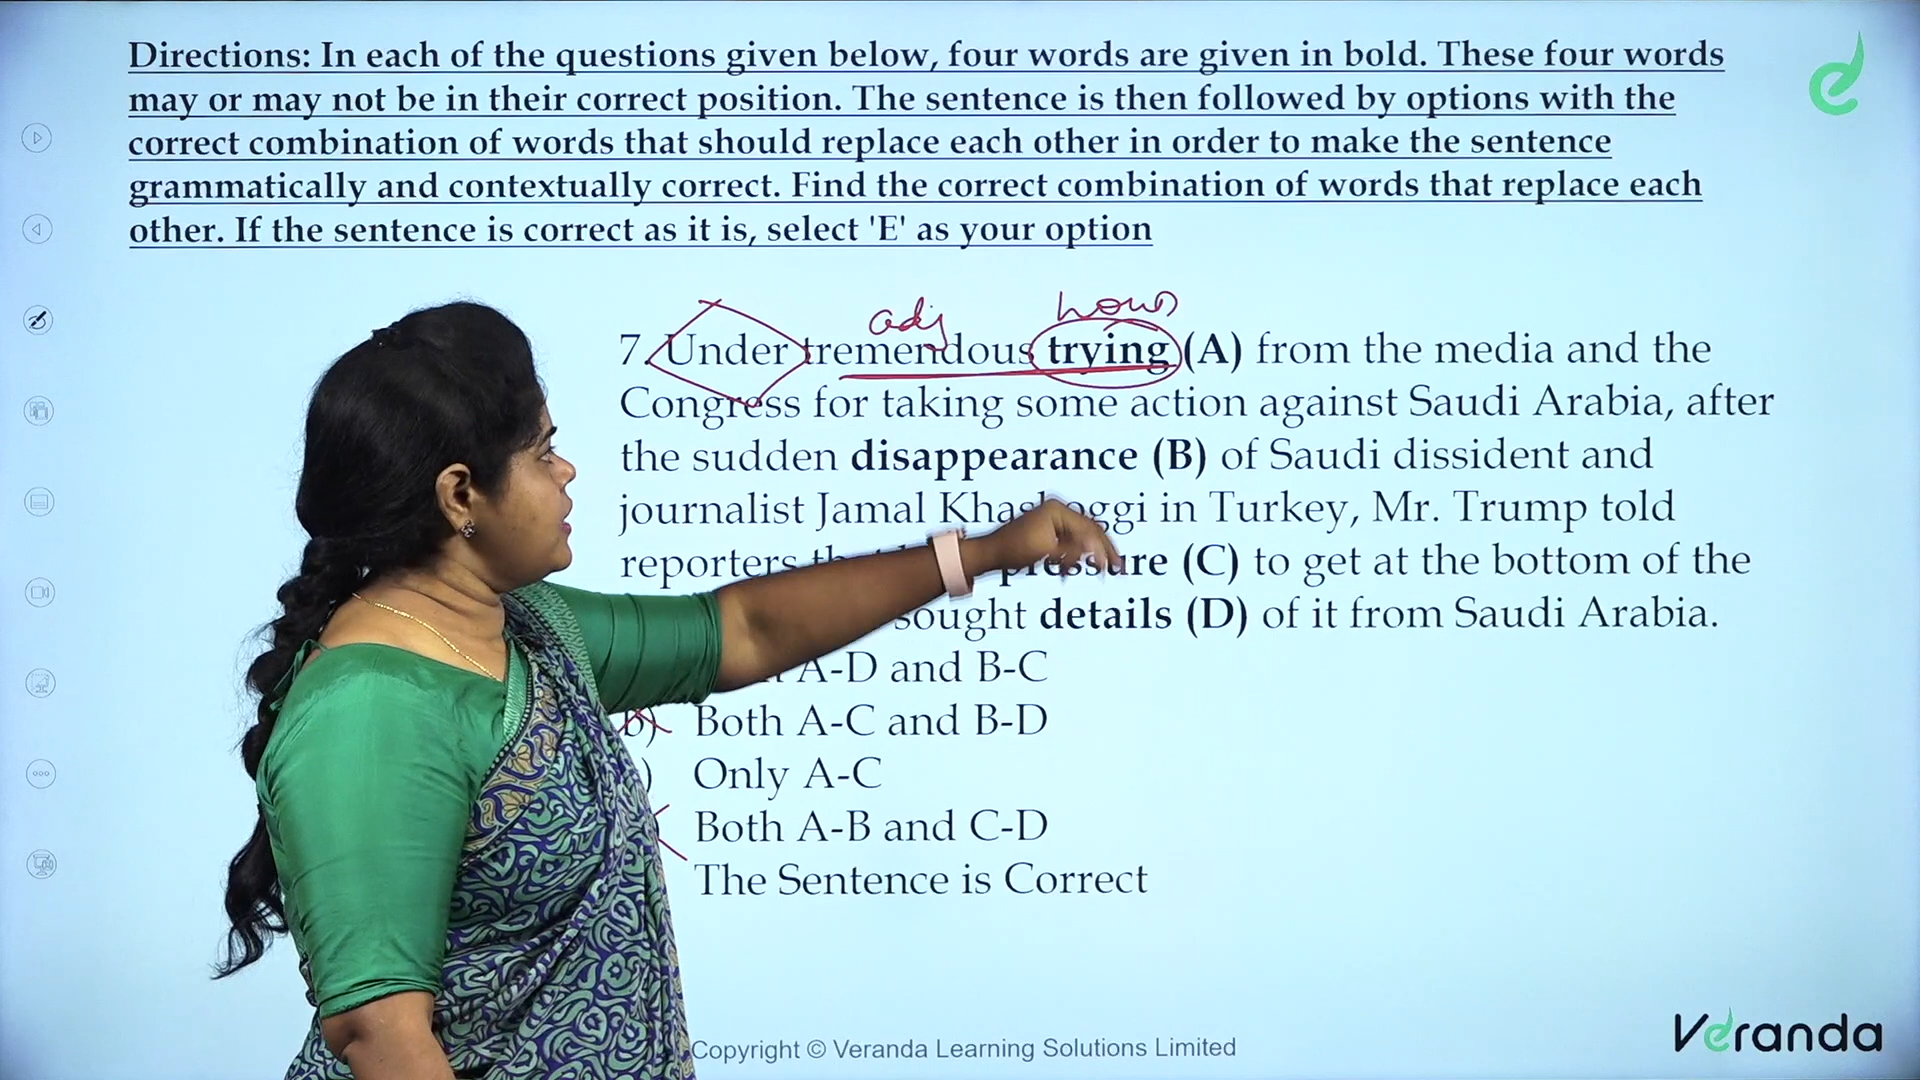 Directions: In each of the questions given below, four words are given in bold. These four words
may or may not be in their correct position. The sentence is then followed by options with the
correct combination of words that should replace each other in order to make the sentence
grammatically and contextually correct. Find the correct combination of words that replace each
other. If the sentence is correct as it is, select 'E' as your option
adj noun
7. Under tremendous trying (A) from the media and the
Congress for taking some action against Saudi Arabia, after
the sudden disappearance (B) of Saudi dissident and
journalist Jamal Khashoggi in Turkey, Mr. Trump told
reporters pressure (C) to get at the bottom of the
sought details (D) of it from Saudi Arabia.
A-D and B-C
b) Both A-C and B-D
) Only A-C
Both A-B and C-D
The Sentence is Correct
Copyright © Veranda Learning Solutions Limited
Veranda